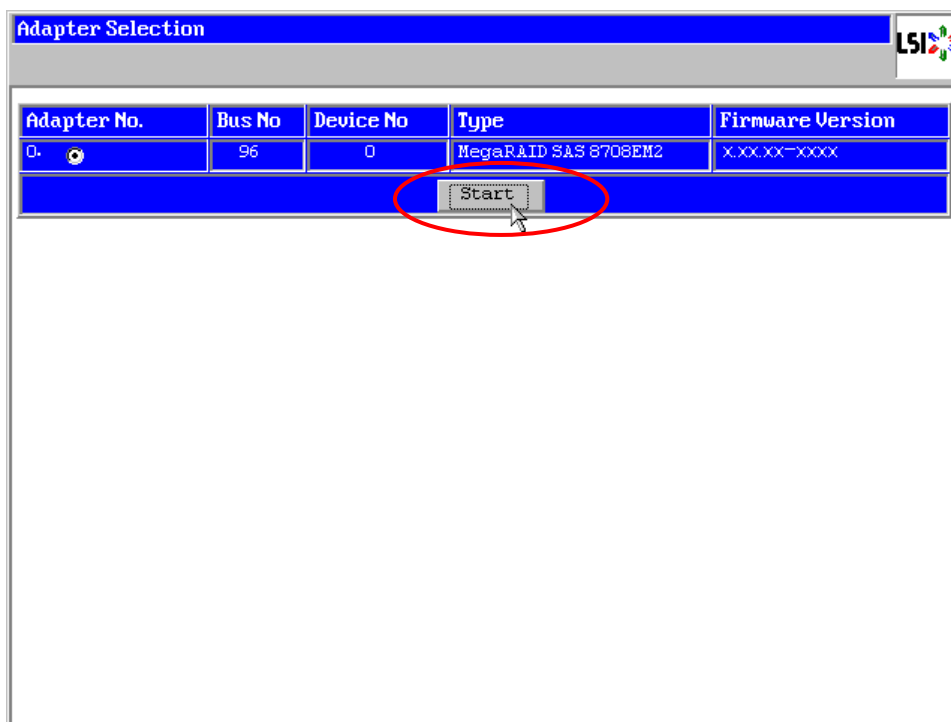 Adapter Selection
LSI
Adapter No. Bus No Device No Type Firmware Version
0. 96 0 MegaRAID SAS 8708EM2 X.XX.XX-XXXX
Start